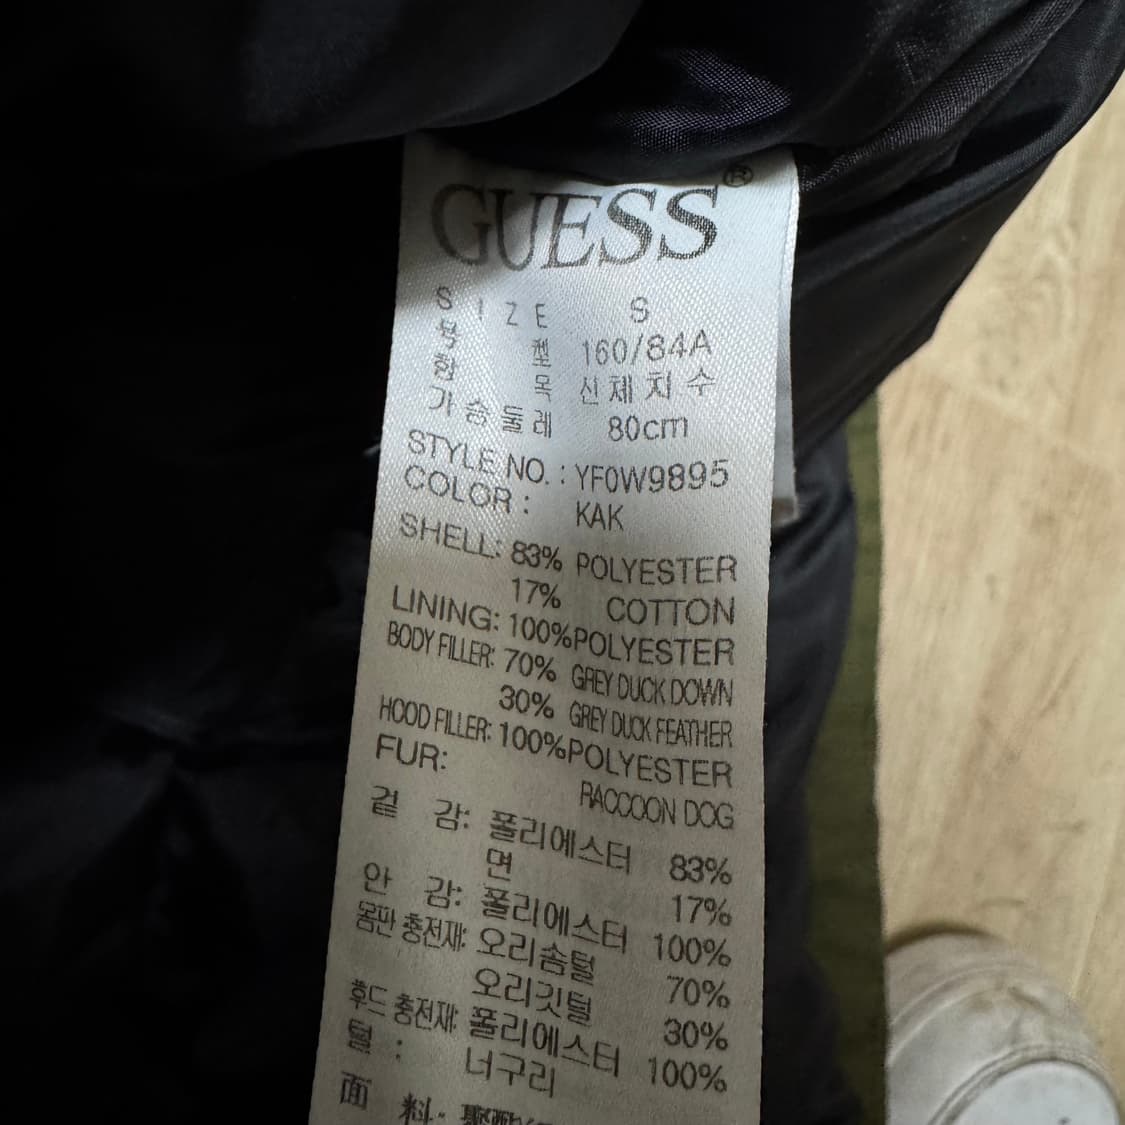 GUESS®
SIZE S
복형 160/84A
항목 신체치수
가슴둘레 80cm
STYLE NO.: YF0W9895
COLOR: KAK
SHELL: 83% POLYESTER
17% COTTON
LINING: 100% POLYESTER
BODY FILLER: 70% GREY DUCK DOWN
30% GREY DUCK FEATHER
HOOD FILLER: 100% POLYESTER
FUR: RACCOON DOG
겉감: 폴리에스터 83%
면 17%
안감: 폴리에스터 100%
몸판 충전재: 오리솜털 70%
오리깃털 30%
후드 충전재: 폴리에스터 100%
털: 너구리
面料: